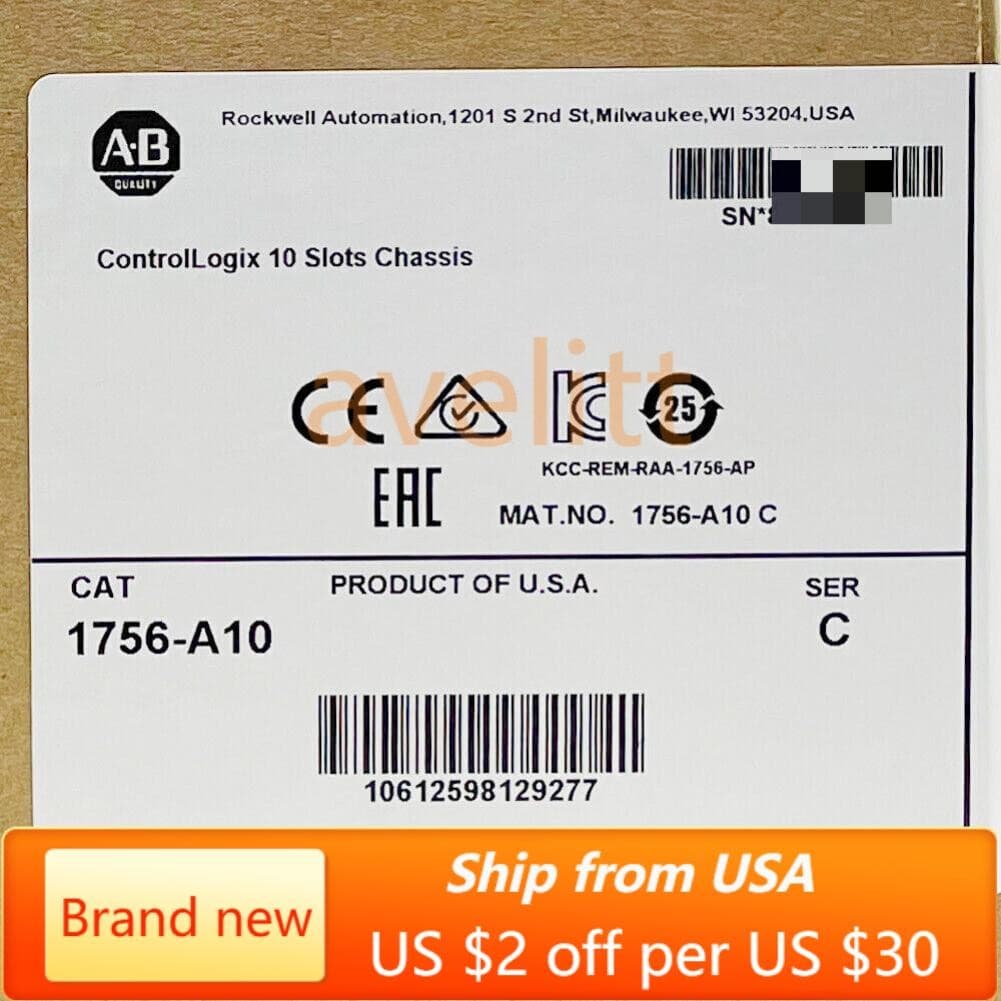 A·B
QUALITY
Rockwell Automation,1201 S 2nd St,Milwaukee,WI 53204,USA
SN*
ControlLogix 10 Slots Chassis
avelitt
CE
KC
25
KCC-REM-RAA-1756-AP
EAC
MAT.NO. 1756-A10 C
CAT
PRODUCT OF U.S.A.
SER
1756-A10
C
10612598129277
Brand new
Ship from USA
US $2 off per US $30